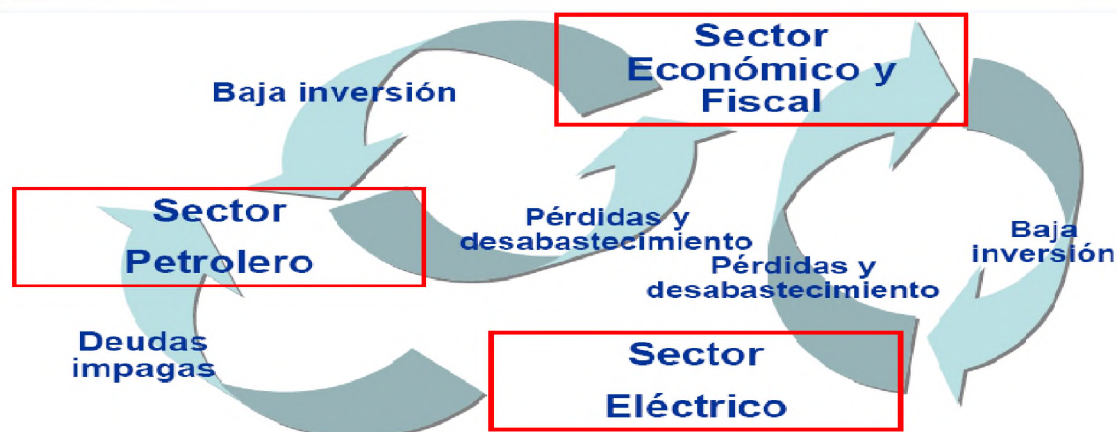 Sector
Económico y
Fiscal
Baja inversión
Sector
Petrolero
Pérdidas y
desabastecimiento
Baja
inversión
Pérdidas y
desabastecimiento
Deudas
impagas
Sector
Eléctrico